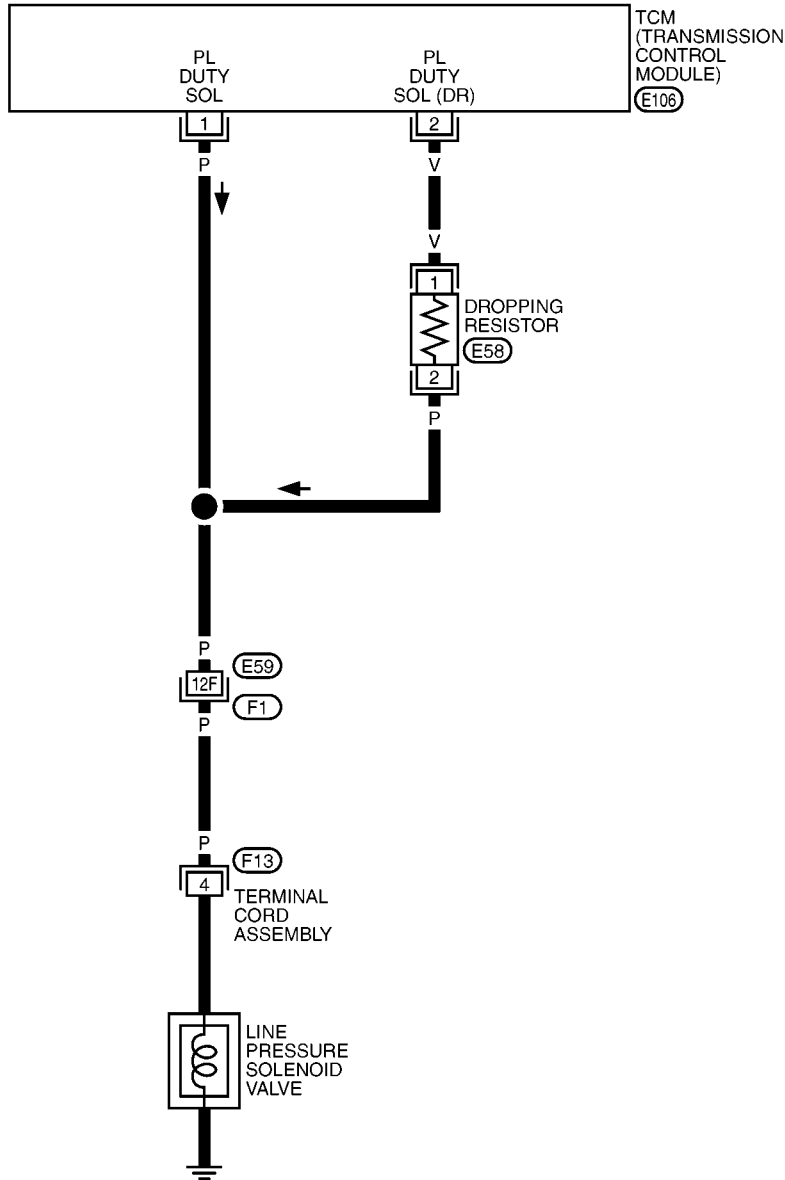 TCM
(TRANSMISSION
CONTROL
MODULE)
E106
PL
DUTY
SOL
PL
DUTY
SOL (DR)
1
2
P
V
V
1
DROPPING
RESISTOR
E58
2
P
P
E59
12F
F1
P
P
F13
4
TERMINAL
CORD
ASSEMBLY
LINE
PRESSURE
SOLENOID
VALVE